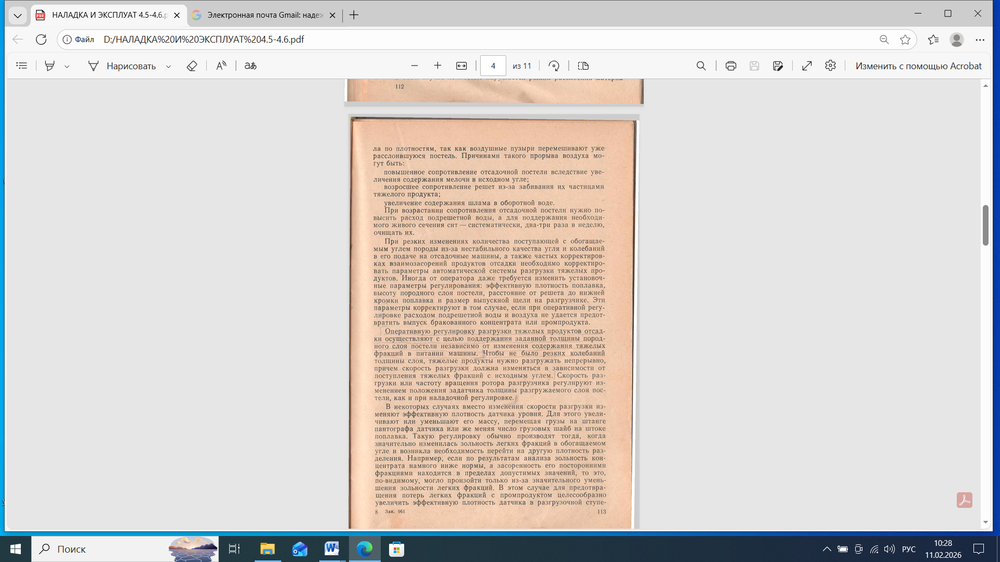 НАЛАДКА И ЭКСПЛУАТ 4.5-4.6.p
Электронная почта Gmail: надеж
Файл
D:/НАЛАДКА%20И%20ЭКСПЛУАТ%204.5-4.6.pdf
Нарисовать
аあ
4
из 11
Изменить с помощью Acrobat
112
ла по плотностям, так как воздушные пузыри перемешивают уже
расслоившуюся постель. Причинами такого прорыва воздуха мо-
гут быть:
повышенное сопротивление отсадочной постели вследствие уве-
личения содержания мелочи в исходном угле;
возросшее сопротивление решет из-за забивания их частицами
тяжелого продукта;
увеличение содержания шлама в оборотной воде.
При возрастании сопротивления отсадочной постели нужно по-
высить расход подрешетной воды, а для поддержания необходи-
мого живого сечения сит — систематически, два-три раза в неделю,
очищать их.
При резких изменениях количества поступающей с обогащае-
мым углем породы из-за нестабильного качества угля и колебаний
в его подаче на отсадочные машины, а также частых корректиров-
ках взаимозасорений продуктов отсадки необходимо корректиро-
вать параметры автоматической системы разгрузки тяжелых про-
дуктов. Иногда от оператора даже требуется изменить установоч-
ные параметры регулирования: эффективную плотность поплавка,
высоту породного слоя постели, расстояние от решета до нижней
кромки поплавка и размер выпускной щели на разгрузчике. Эти
параметры корректируют в том случае, если при оперативной регу-
лировке расходом подрешетной воды и воздуха не удается предот-
вратить выпуск бракованного концентрата или промпродукта.
Оперативную регулировку разгрузки тяжелых продуктов отсад-
ки осуществляют с целью поддержания заданной толщины пород-
ного слоя постели независимо от изменения содержания тяжелых
фракций в питании машины. Чтобы не было резких колебаний
толщины слоя, тяжелые продукты нужно разгружать непрерывно,
причем скорость разгрузки должна изменяться в зависимости от
поступления тяжелых фракций с исходным углем. Скорость раз-
грузки или частоту вращения ротора разгрузчика регулируют из-
менением положения задатчика толщины разгружаемого слоя пос-
тели, как и при наладочной регулировке.
В некоторых случаях вместо изменения скорости разгрузки из-
меняют эффективную плотность датчика уровня. Для этого увели-
чивают или уменьшают его массу, перемещая грузы на штанге
пантографа датчика или же меняя число грузовых шайб на штоке
поплавка. Такую регулировку обычно производят тогда, когда
значительно изменилась зольность легких фракций в обогащаемом
угле и возникла необходимость перейти на другую плотность раз-
деления. Например, если по результатам анализа зольность кон-
центрата намного ниже нормы, а засоренность его посторонними
фракциями находится в пределах допустимых значений, то это,
по-видимому, могло произойти только из-за значительного умень-
шения зольности легких фракций. В этом случае для предотвра-
щения потерь легких фракций с промпродуктом целесообразно
увеличить эффективную плотность датчика в разгрузочной ступе-
8 Зак. 961
113
Поиск
РУС
10:28
11.02.2026